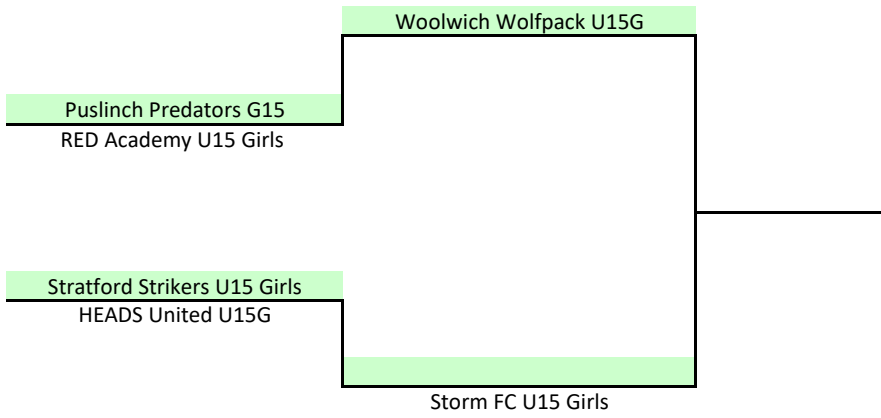 Woolwich Wolfpack U15G
Puslinch Predators G15
RED Academy U15 Girls
Stratford Strikers U15 Girls
HEADS United U15G
Storm FC U15 Girls